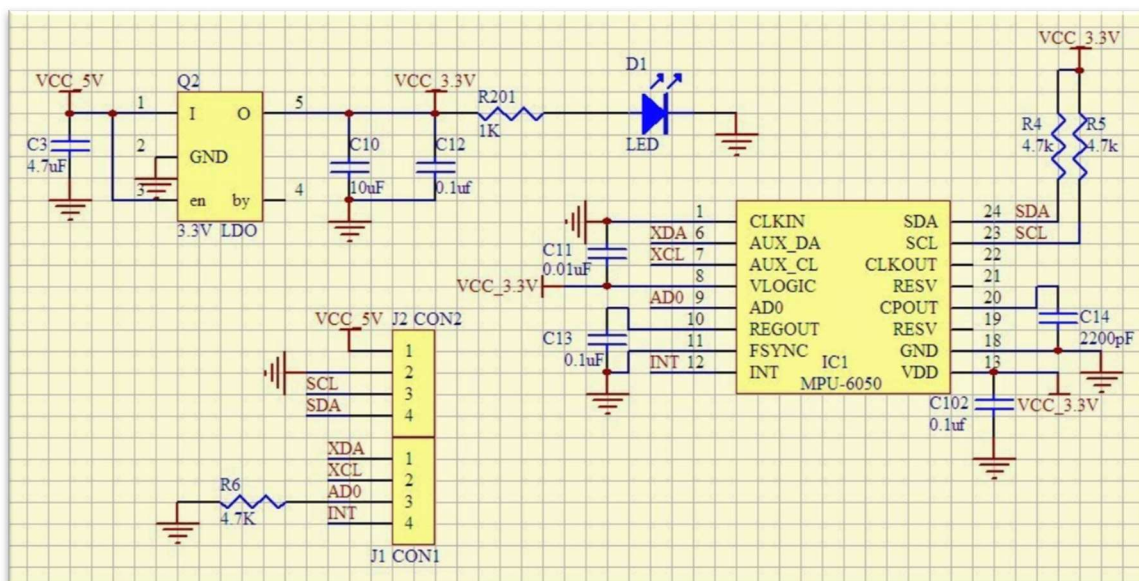 VCC_5V
Q2
1
I
O
5
2
GND
3
en
by
4
3.3V LDO
C3
4.7uF
VCC_3.3V
C10
10uF
C12
0.1uf
R201
1K
D1
LED
VCC_3.3V
R4
4.7k
R5
4.7k
1
CLKIN
XDA 6
AUX_DA
XCL 7
AUX_CL
8
VLOGIC
AD0 9
AD0
10
REGOUT
11
FSYNC
INT 12
INT
SDA
24 SDA
SCL
23 SCL
CLKOUT
22
RESV
21
CPOUT
20
RESV
19
GND
18
VDD
13
IC1
MPU-6050
C11
0.01uF
VCC_3.3V
C13
0.1uF
C14
2200pF
C102
0.1uf
VCC_3.3V
VCC_5V
J2 CON2
1
2
SCL
3
SDA
4
XDA
1
XCL
2
AD0
3
INT
4
R6
4.7K
J1 CON1